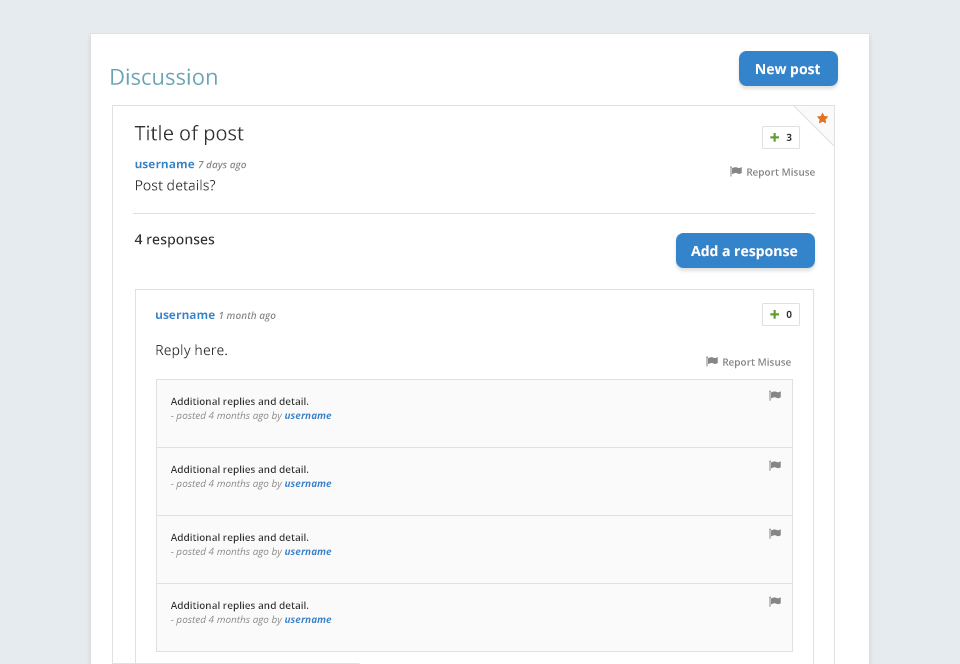 Discussion
New post
Title of post
+ 3
username 7 days ago
Report Misuse
Post details?
4 responses
Add a response
username 1 month ago
+ 0
Reply here.
Report Misuse
Additional replies and detail.
- posted 4 months ago by username
Additional replies and detail.
- posted 4 months ago by username
Additional replies and detail.
- posted 4 months ago by username
Additional replies and detail.
- posted 4 months ago by username